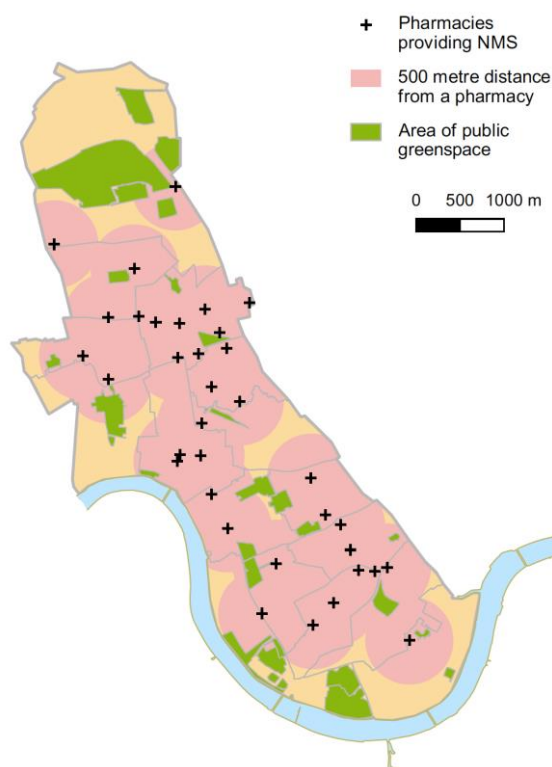 Pharmacies
providing NMS
500 metre distance
from a pharmacy
Area of public
greenspace
0 500 1000 m